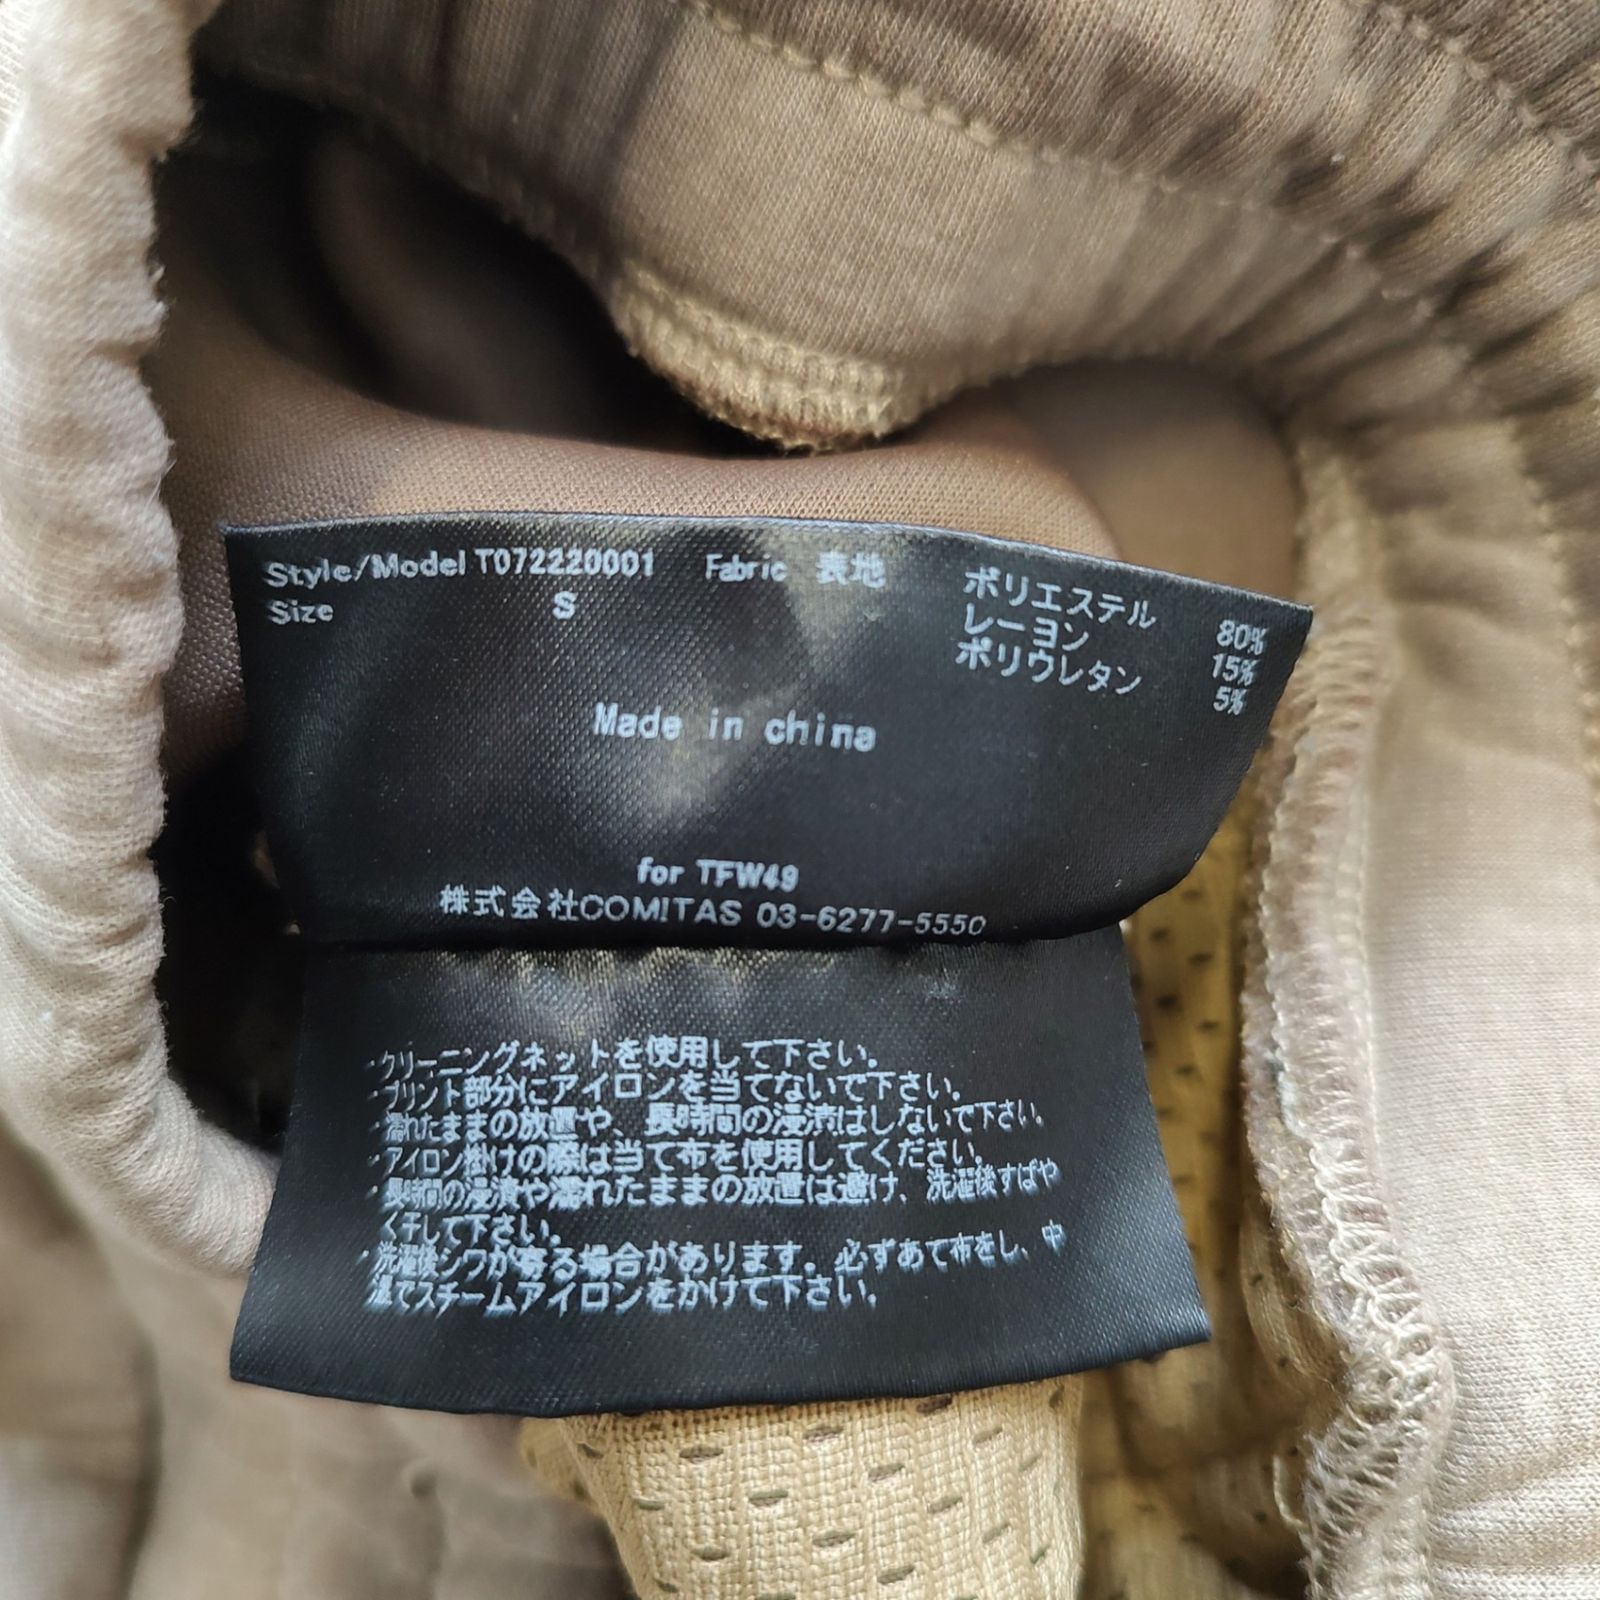 Style/Model T072220001 Fabric 表地 ポリエステル 80%
Size S レーヨン 15%
ポリウレタン 5%
Made in china
for TFW49
株式会社COMITAS 03-6277-5550
・クリーニングネットを使用して下さい。
・プリント部分にアイロンを当てないで下さい。
・濡れたままの放置や、長時間の浸漬はしないで下さい。
・アイロン掛けの際は当て布を使用してください。
・長時間の浸漬や濡れたままの放置は避け、洗濯後すばや
く干して下さい。
・洗濯後シワが寄る場合があります。必ずあて布をし、中
温でスチームアイロンをかけて下さい。